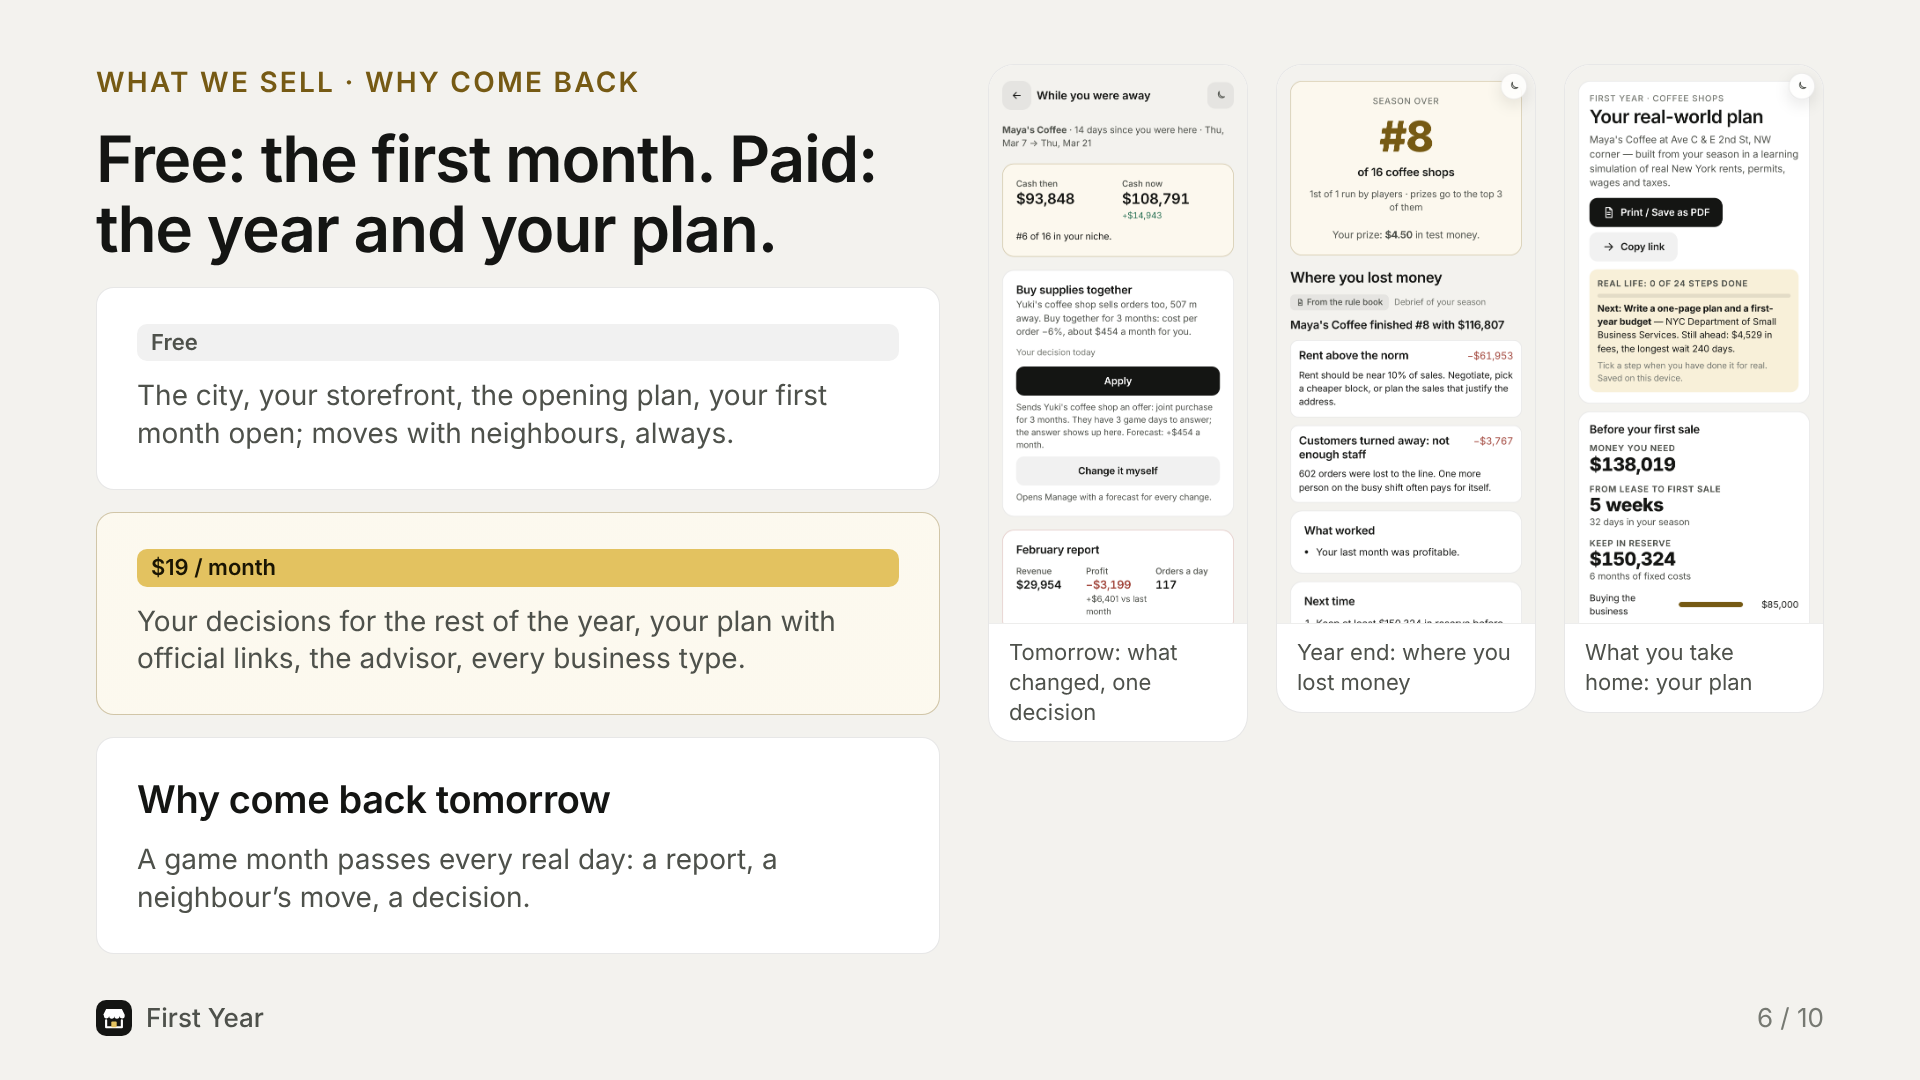 WHAT WE SELL · WHY COME BACK
Free: the first month. Paid:
the year and your plan.
Free
The city, your storefront, the opening plan, your first
month open; moves with neighbours, always.
$19 / month
Your decisions for the rest of the year, your plan with
official links, the advisor, every business type.
Why come back tomorrow
A game month passes every real day: a report, a
neighbour’s move, a decision.
While you were away
Maya's Coffee · 14 days since you were here · Thu,
Mar 7 → Thu, Mar 21
Cash then
$93,848
Cash now
$108,791
+$14,943
#6 of 16 in your niche.
Buy supplies together
Yuki's coffee shop sells orders too, 507 m
away. Buy together for 3 months: cost per
order −6%, about $454 a month for you.
Your decision today
Apply
Sends Yuki's coffee shop an offer: joint purchase
for 3 months. They have 3 game days to answer;
the answer shows up here. Forecast: +$454 a
month.
Change it myself
Opens Manage with a forecast for every change.
February report
Revenue
$29,954
Profit
−$3,199
+$6,401 vs last
month
Orders a day
117
Tomorrow: what
changed, one
decision
SEASON OVER
#8
of 16 coffee shops
1st of 1 run by players · prizes go to the top 3
of them
Your prize: $4.50 in test money.
Where you lost money
From the rule book
Debrief of your season
Maya's Coffee finished #8 with $116,807
Rent above the norm
−$61,953
Rent should be near 10% of sales. Negotiate, pick
a cheaper block, or plan the sales that justify the
address.
Customers turned away: not
enough staff
−$3,767
602 orders were lost to the line. One more
person on the busy shift often pays for itself.
What worked
• Your last month was profitable.
Next time
1. Keep at least $150,324 in reserve before
Year end: where you
lost money
FIRST YEAR · COFFEE SHOPS
Your real-world plan
Maya's Coffee at Ave C & E 2nd St, NW
corner — built from your season in a learning
simulation of real New York rents, permits,
wages and taxes.
Print / Save as PDF
→ Copy link
REAL LIFE: 0 OF 24 STEPS DONE
Next: Write a one-page plan and a first-
year budget — NYC Department of Small
Business Services. Still ahead: $4,529 in
fees, the longest wait 240 days.
Tick a step when you have done it for real.
Saved on this device.
Before your first sale
MONEY YOU NEED
$138,019
FROM LEASE TO FIRST SALE
5 weeks
32 days in your season
KEEP IN RESERVE
$150,324
6 months of fixed costs
Buying the
business
$85,000
What you take
home: your plan
First Year
6 / 10